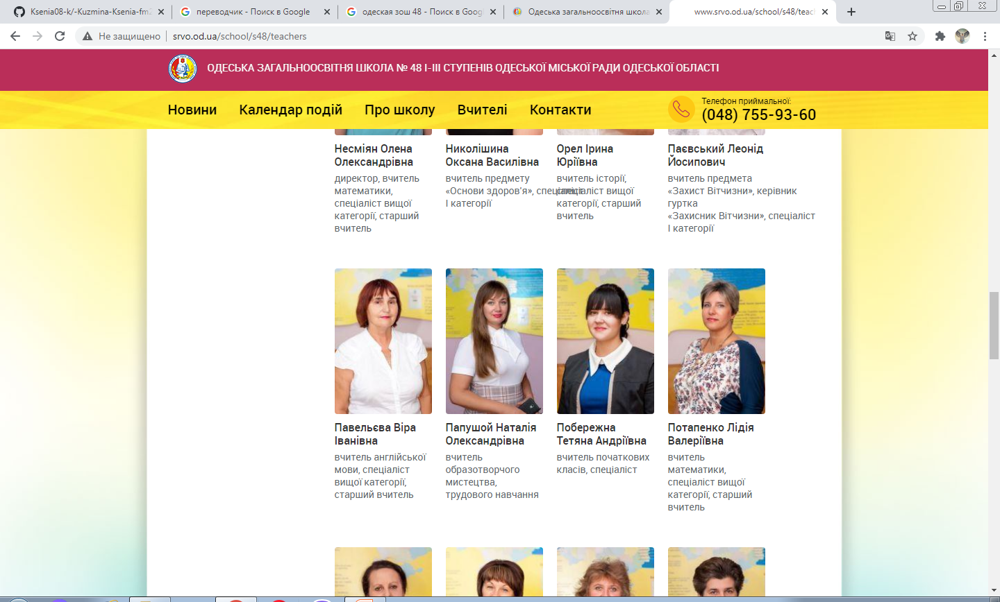 Ksenia08-k/-Kuzmina-Ksenia-fm2
переводчик - Поиск в Google
одеская зош 48 - Поиск в Goog
Одеська загальноосвітня школа
www.srvo.od.ua/school/s48/teac
Не защищено
srvo.od.ua/school/s48/teachers
ОДЕСЬКА ЗАГАЛЬНООСВІТНЯ ШКОЛА № 48 І-ІІІ СТУПЕНІВ ОДЕСЬКОЇ МІСЬКОЇ РАДИ ОДЕСЬКОЇ ОБЛАСТІ
Новини
Календар подій
Про школу
Вчителі
Контакти
Телефон приймальної:
(048) 755-93-60
Несміян Олена
Олександрівна
директор, вчитель
математики,
спеціаліст вищої
категорії, старший
вчитель
Николішина
Оксана Василівна
вчитель предмету
«Основи здоров'я», спеціаліст
І категорії
Орел Ірина
Юріївна
вчитель історії,
спеціаліст вищої
категорії, старший
вчитель
Паєвський Леонід
Йосипович
вчитель предмета
«Захист Вітчизни», керівник
гуртка
«Захисник Вітчизни», спеціаліст
І категорії
Павельєва Віра
Іванівна
вчитель англійської
мови, спеціаліст
вищої категорії,
старший вчитель
Папушой Наталія
Олександрівна
вчитель
образотворчого
мистецтва,
трудового навчання
Побережна
Тетяна Андріївна
вчитель початкових
класів, спеціаліст
Потапенко Лідія
Валеріївна
вчитель
математики,
спеціаліст вищої
категорії, старший
вчитель